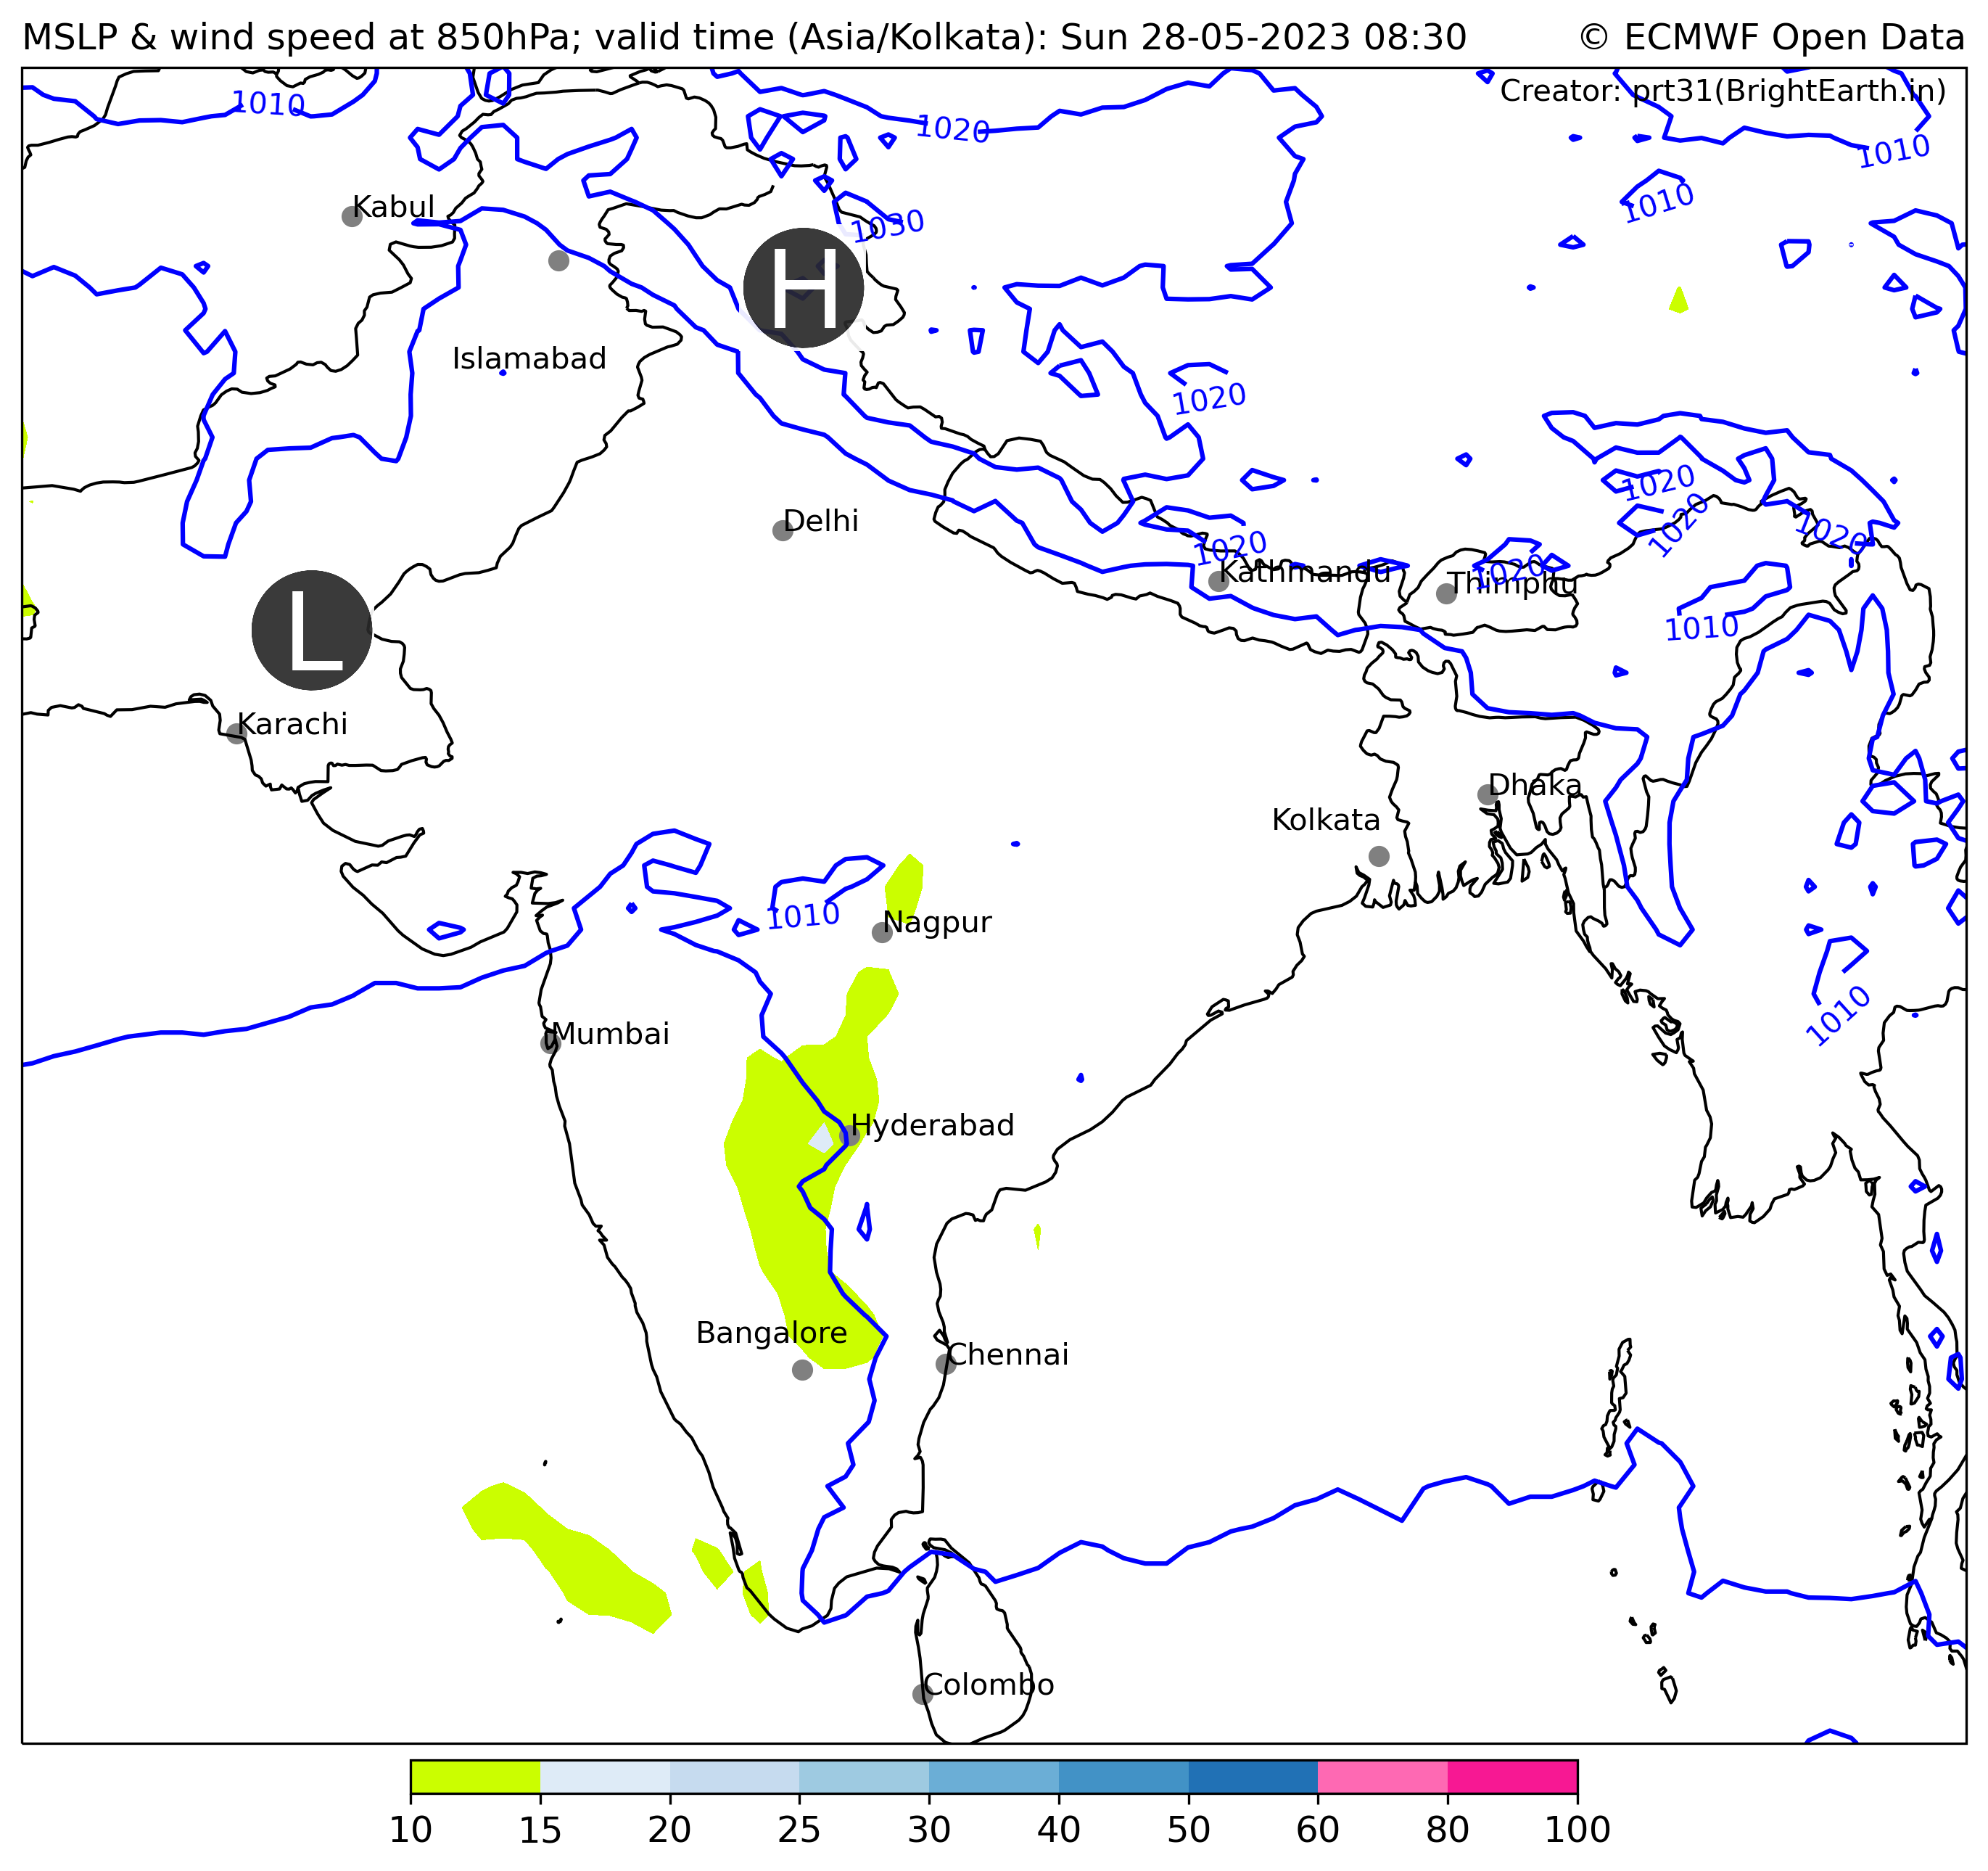 MSLP & wind speed at 850hPa; valid time (Asia/Kolkata): Sun 28-05-2023 08:30 © ECMWF Open Data
Creator: prt31(BrightEarth.in)
1010
1020
1010
1010
Kabul
1030
H
Islamabad
1020
1020
1020
Delhi
1020
1020
Kathmandu
1020
Thimphu
1010
L
Karachi
Dhaka
Kolkata
1010
Nagpur
1010
Mumbai
Hyderabad
Bangalore
Chennai
Colombo
10 15 20 25 30 40 50 60 80 100